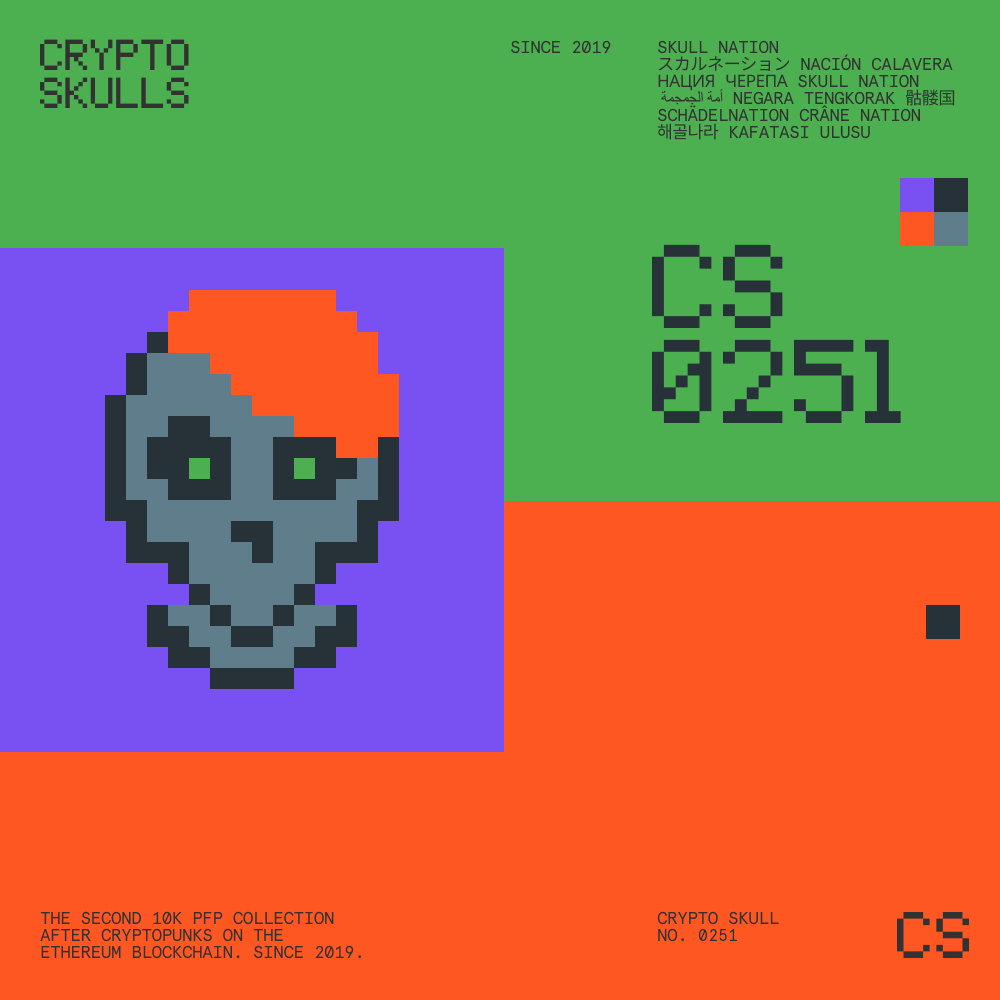 CRYPTO
SKULLS
SINCE 2019
SKULL NATION
スカルネーション NACIÓN CALAVERA
НАЦИЯ ЧЕРЕПА SKULL NATION
أمة الجمجمة NEGARA TENGKORAK 骷髅国
SCHÄDELNATION CRÂNE NATION
해골나라 KAFATASI ULUSU
CS
0251
THE SECOND 10K PFP COLLECTION
AFTER CRYPTOPUNKS ON THE
ETHEREUM BLOCKCHAIN. SINCE 2019.
CRYPTO SKULL
NO. 0251
CS